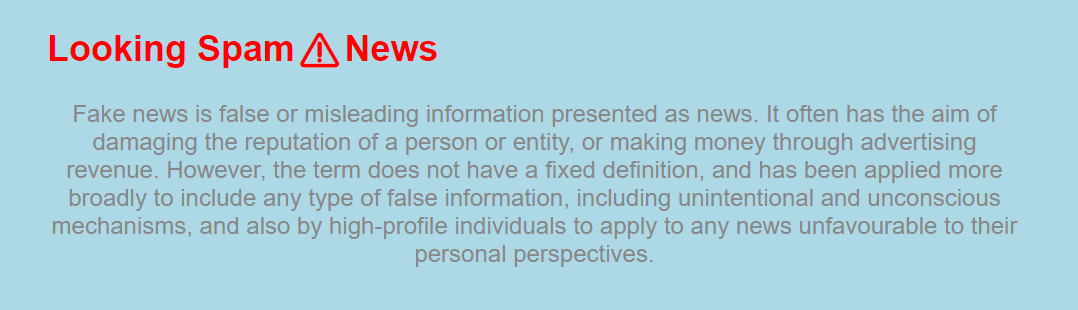 Looking Spam News
Fake news is false or misleading information presented as news. It often has the aim of
damaging the reputation of a person or entity, or making money through advertising
revenue. However, the term does not have a fixed definition, and has been applied more
broadly to include any type of false information, including unintentional and unconscious
mechanisms, and also by high-profile individuals to apply to any news unfavourable to their
personal perspectives.